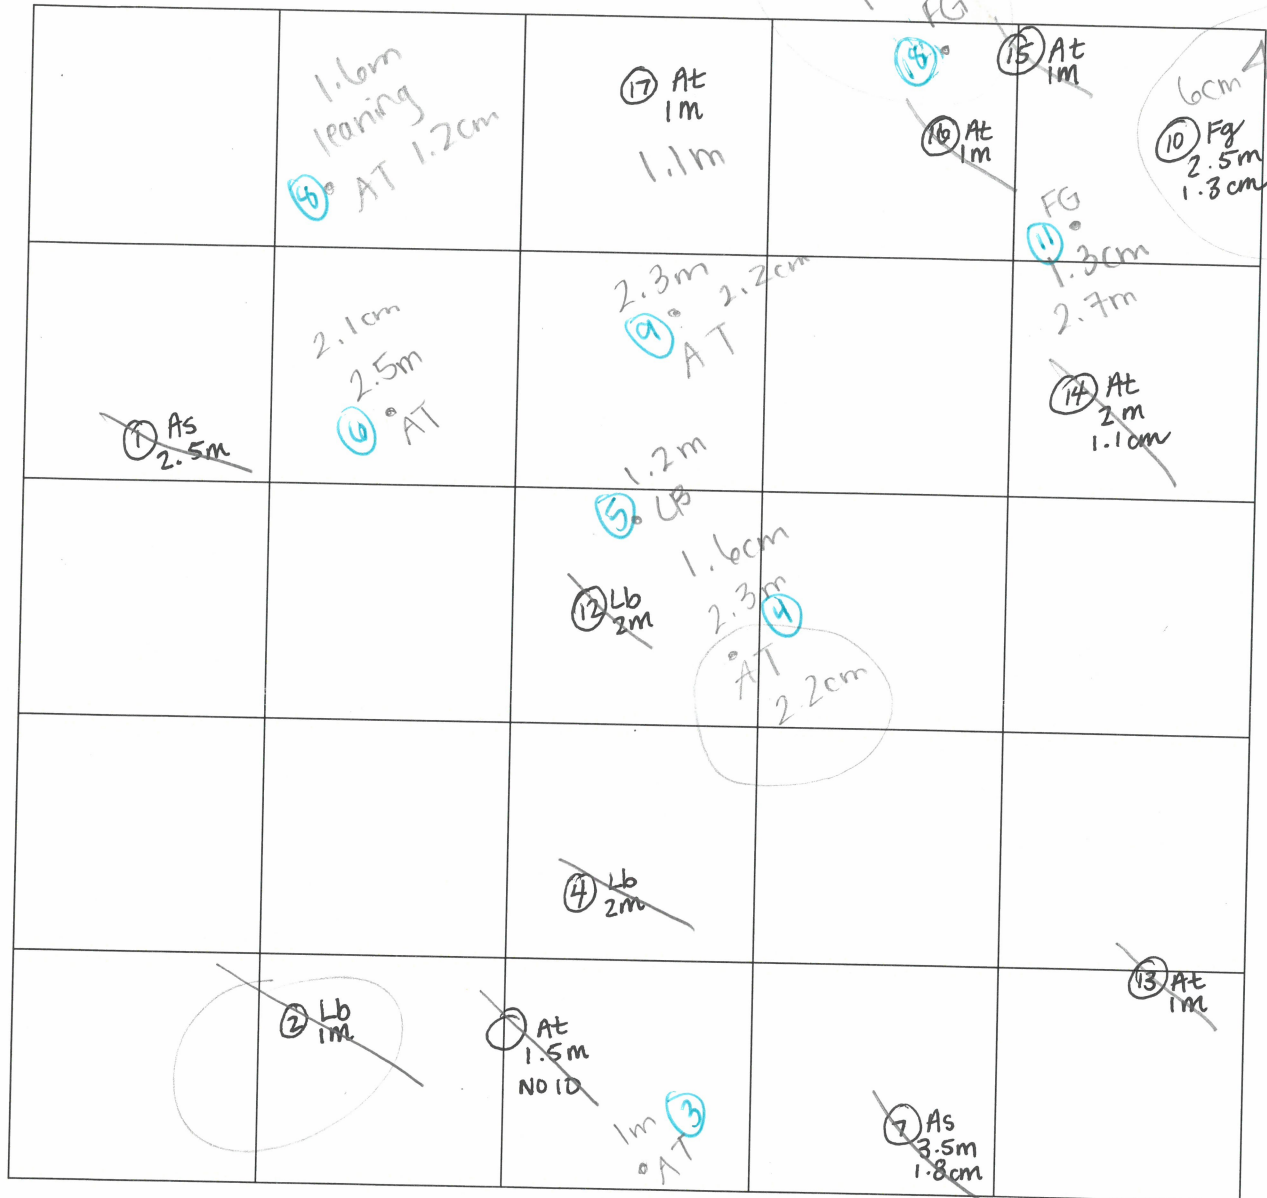 FG
18
15 At
1m
1.6m
leaning
AT 1.2cm
8
17 At
1m
1.1m
16 At
1m
6cm
10 Fg
2.5m
1.3cm
FG
11
1.3cm
2.7m
2.3m 2.2cm
9
AT
2.1cm
2.5m
6 AT
14 At
2m
1.1cm
1 As
2.5m
1.2m
5 LB
1.6cm
2.3m 4
AT
2.2cm
12 Lb
2m
4 Lb
2m
13 At
1m
2 Lb
1m
At
1.5m
NO ID
1m 3
AT
7 As
3.5m
1.8cm